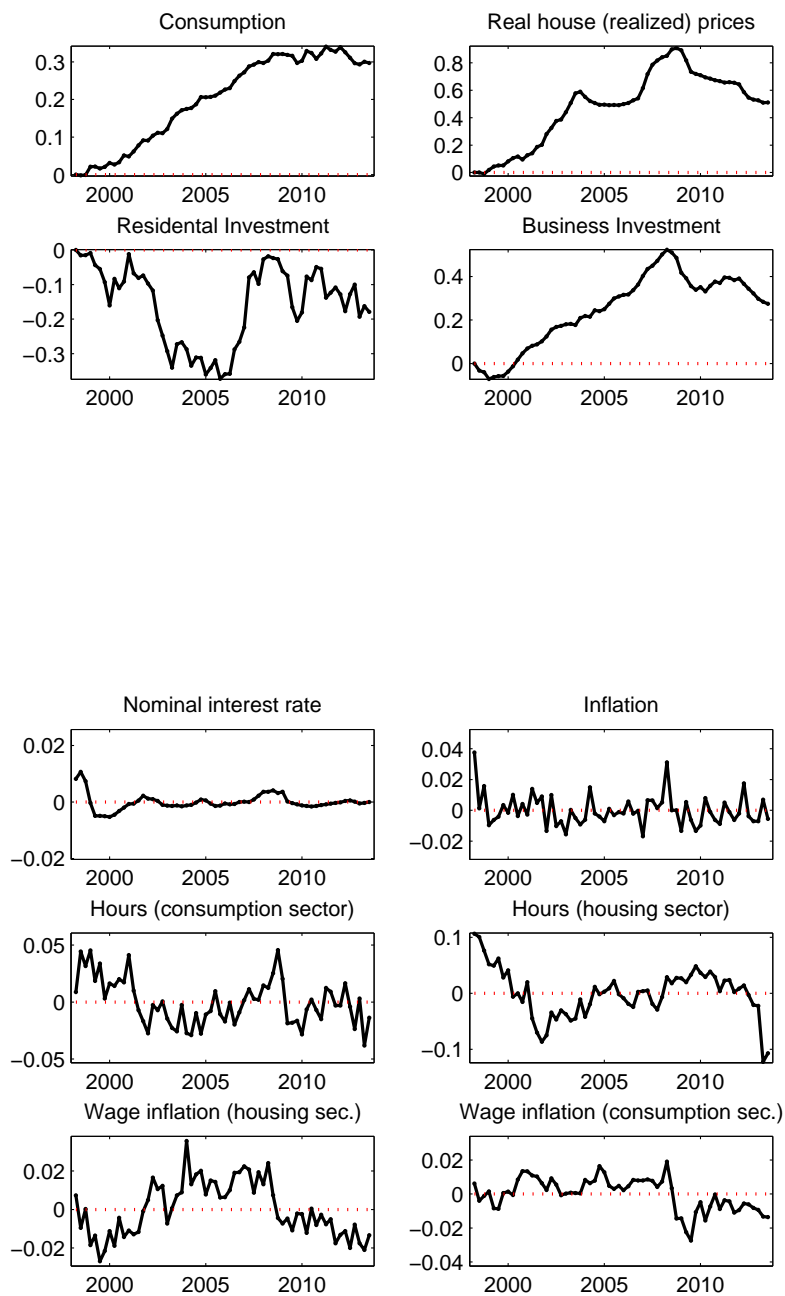 Consumption
0.3
0.2
0.1
0
2000 2005 2010
Real house (realized) prices
0.8
0.6
0.4
0.2
0
2000 2005 2010
Residental Investment
0
−0.1
−0.2
−0.3
2000 2005 2010
Business Investment
0.4
0.2
0
2000 2005 2010
Nominal interest rate
0.02
0
−0.02
2000 2005 2010
Inflation
0.04
0.02
0
−0.02
2000 2005 2010
Hours (consumption sector)
0.05
0
−0.05
2000 2005 2010
Hours (housing sector)
0.1
0
−0.1
2000 2005 2010
Wage inflation (housing sec.)
0.02
0
−0.02
2000 2005 2010
Wage inflation (consumption sec.)
0.02
0
−0.02
−0.04
2000 2005 2010